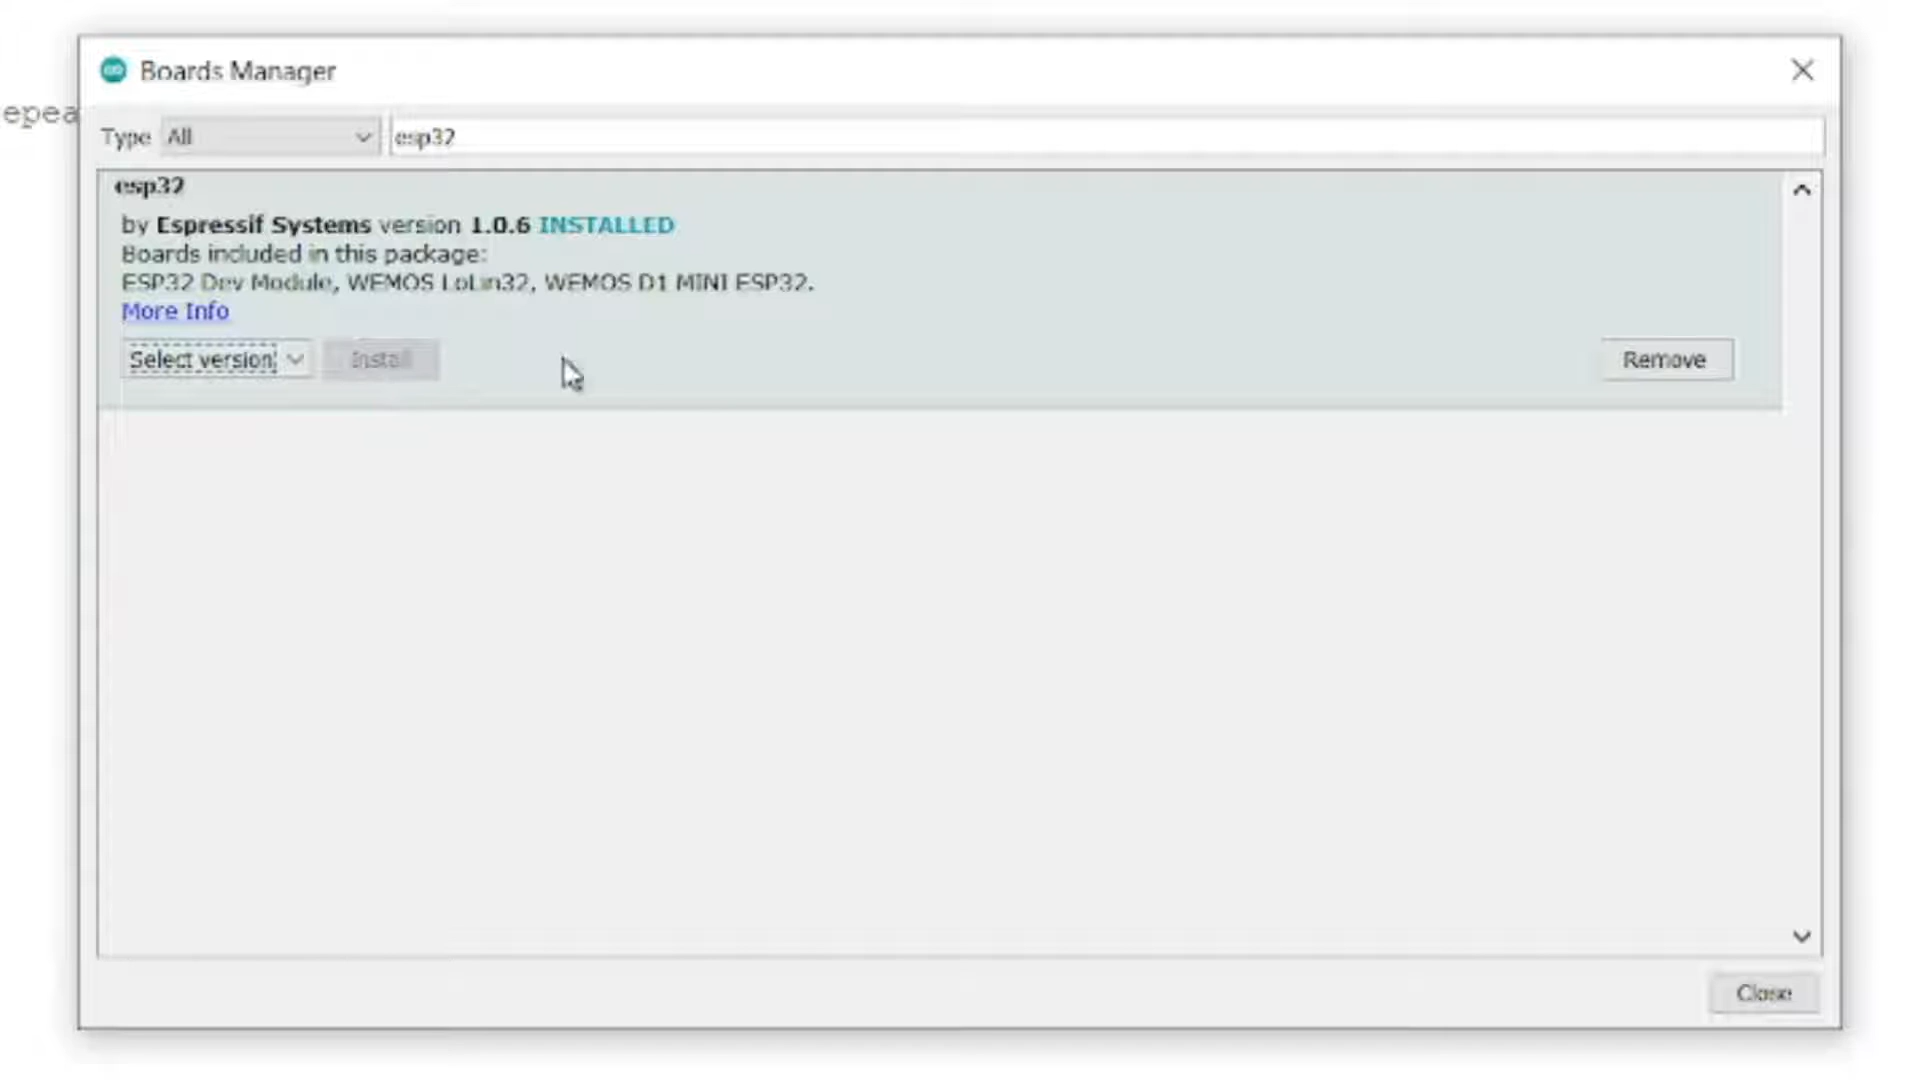 Boards Manager
epea
Type All esp32
esp32
by Espressif Systems version 1.0.6 INSTALLED
Boards included in this package:
ESP32 Dev Module, WEMOS LoLin32, WEMOS D1 MINI ESP32.
More Info
Select version Install Remove
Close